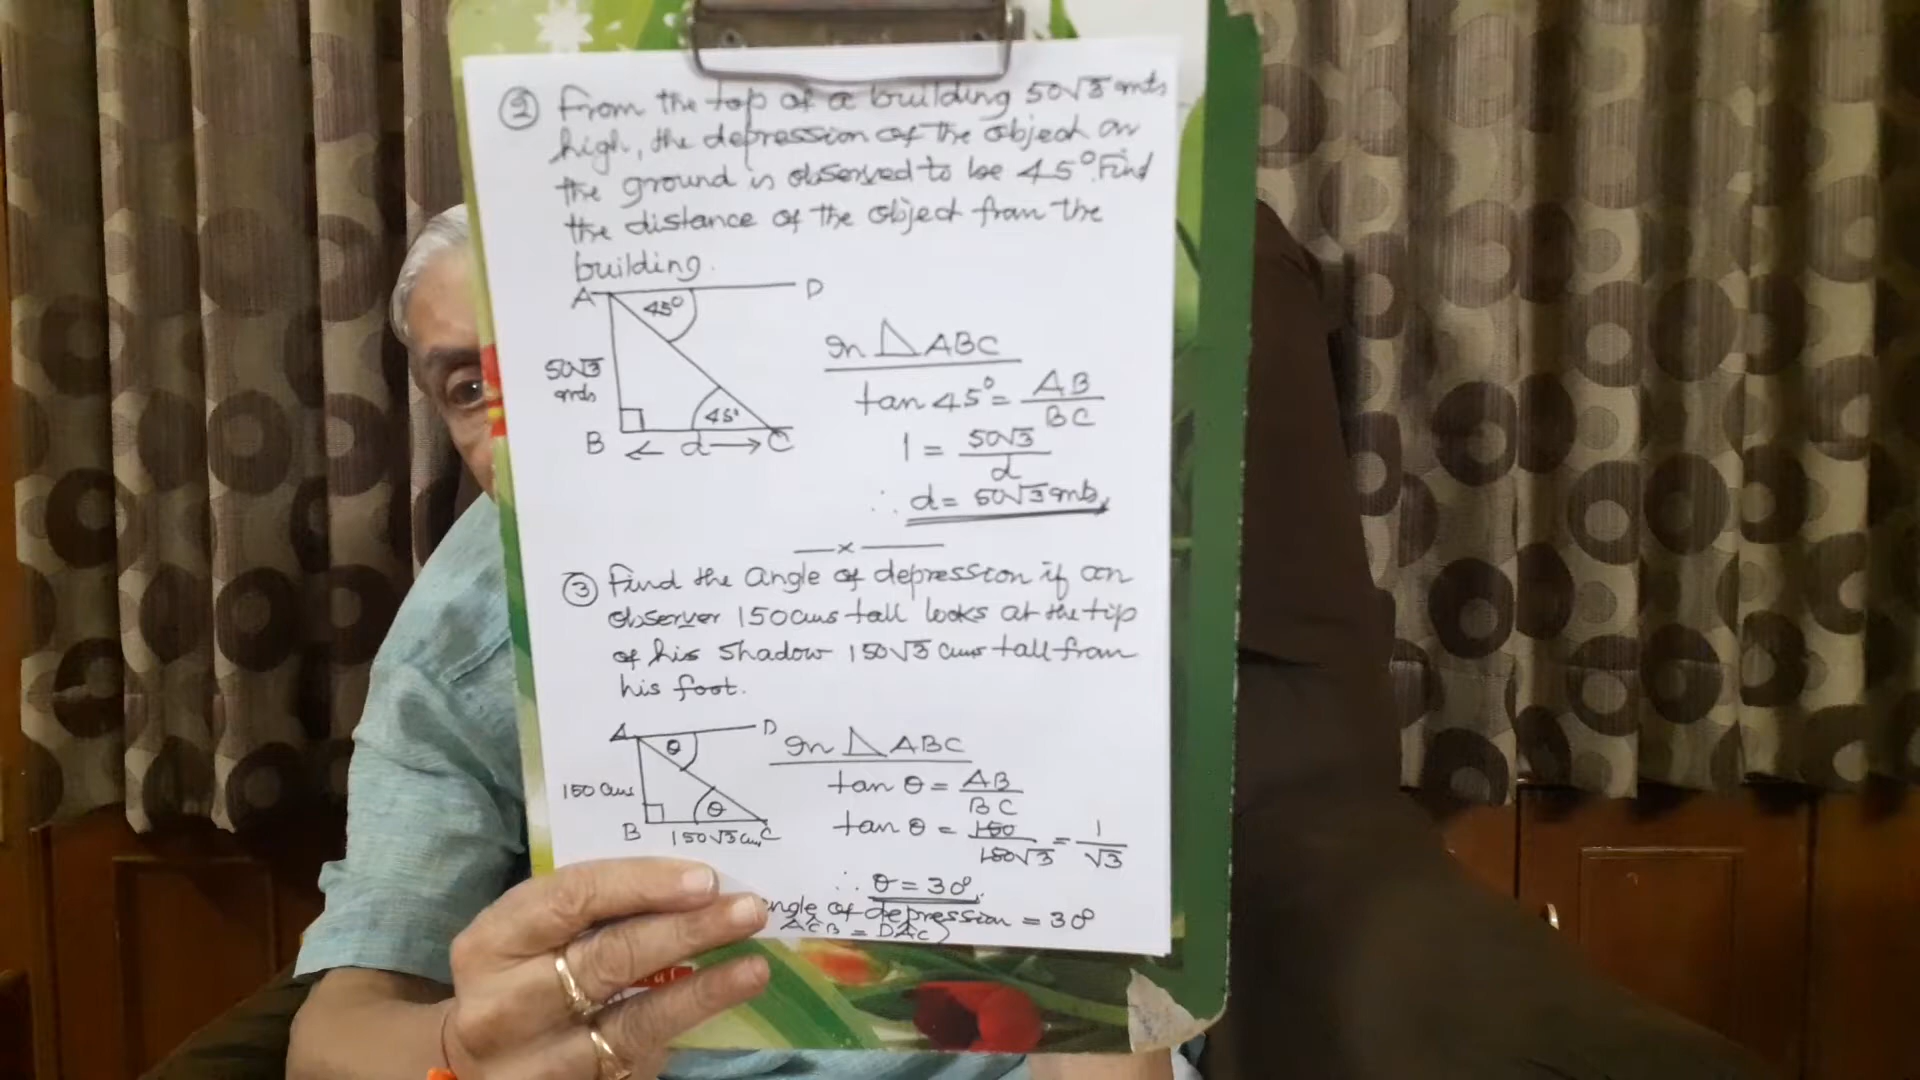 ② From the top of a building 50√3 mts
high, the depression of the object on
the ground is observed to be 45°. Find
the distance of the object from the
building.
A 45° D
50√3
mts
45°
B ← d → C
In △ ABC
tan 45° = AB/BC
1 = 50√3/d
∴ d = 50√3 mts
—x—
③ Find the angle of depression if an
observer 150 cms tall looks at the tip
of his shadow 150√3 cms tall from
his foot.
A θ D
150 cms
θ
B 150√3 cms C
In △ ABC
tan θ = AB/BC
tan θ = 150/150√3 = 1/√3
∴ θ = 30°
angle of depression = 30°
AĈB = DÂC